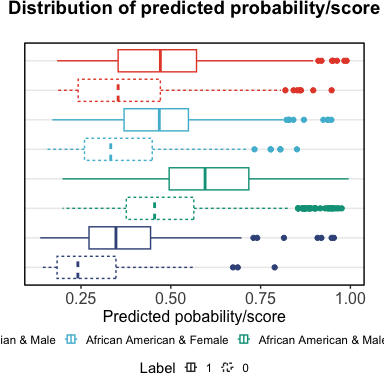 Distribution of predicted probability/score
0.25 0.50 0.75 1.00
Predicted pobability/score
ian & Male African American & Female African American & Male
Label 1 0